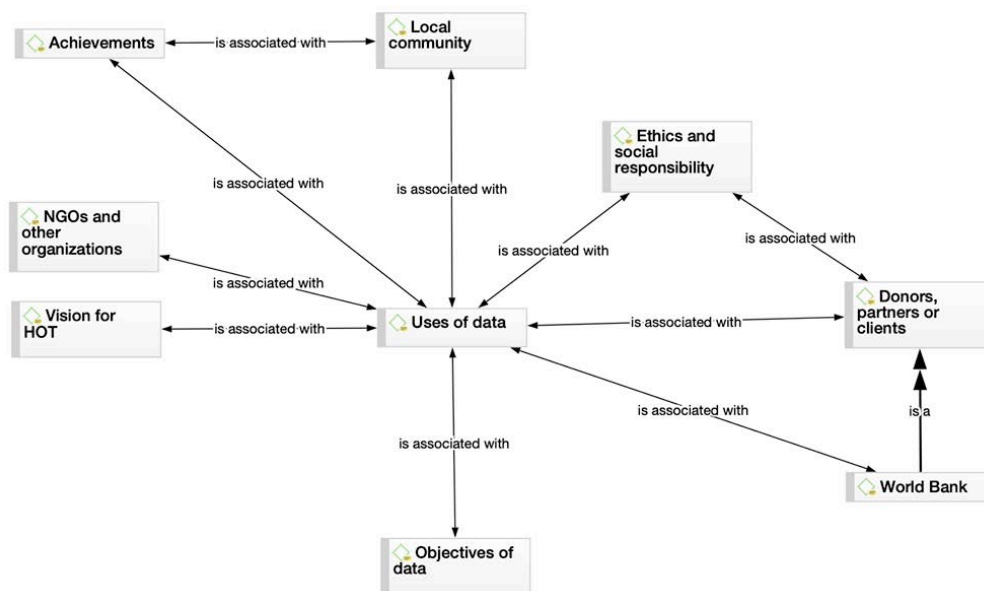 Achievements
is associated with
Local
community
is associated with
is associated with
Ethics and
social
responsibility
NGOs and
other
organizations
is associated with
is associated with
is associated with
Vision for
HOT
is associated with
Uses of data
is associated with
Donors,
partners or
clients
is associated with
is a
is associated with
World Bank
Objectives of
data